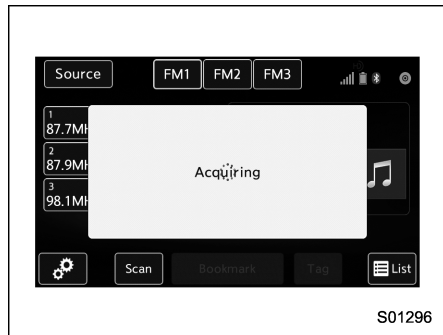 Source FM1 FM2 FM3
1
87.7MH
2
87.9MH
3
98.1MH
Acquiring
Scan Bookmark Tag List
S01296